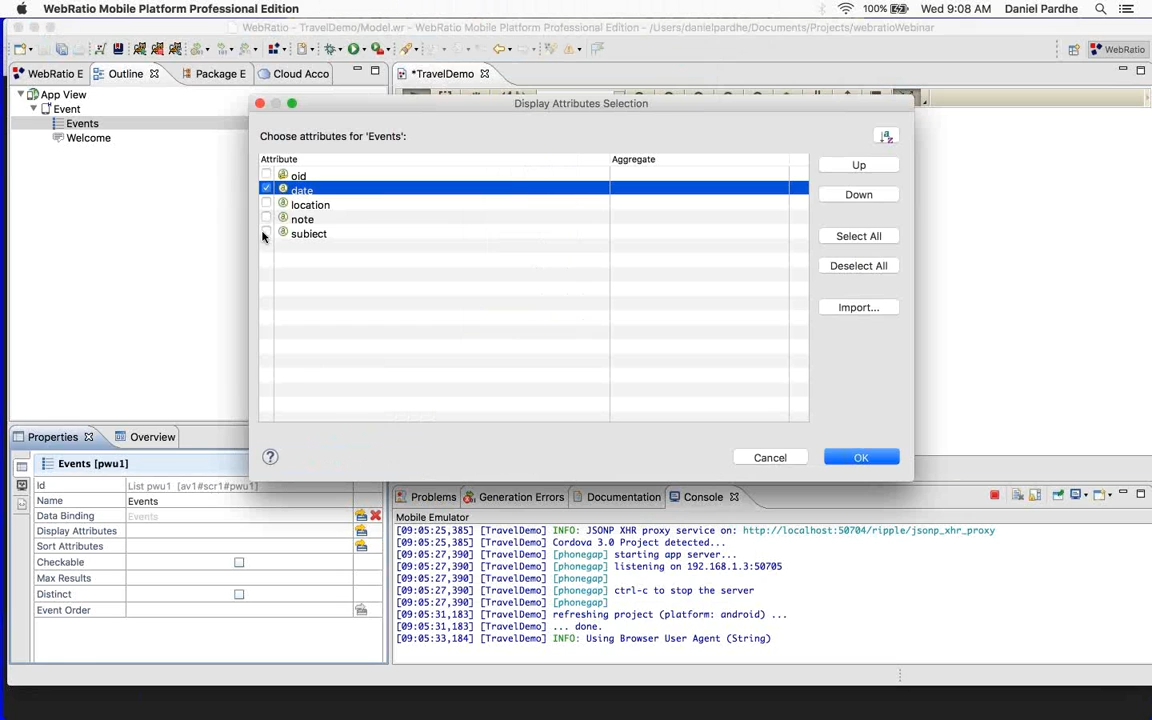 WebRatio Mobile Platform Professional Edition 100% Wed 9:08 AM Daniel Pardhe
WebRatio - TravelDemo/Model.wr - WebRatio Mobile Platform Professional Edition - /Users/danielpardhe/Documents/Projects/webratioWebinar
WebRatio
WebRatio E Outline Package E Cloud Acco *TravelDemo
App View
Event
Events
Welcome
Display Attributes Selection
Choose attributes for 'Events':
Attribute Aggregate
oid
date
location
note
subject
Up
Down
Select All
Deselect All
Import...
Cancel OK
Properties Overview
Events [pwu1]
Id List pwu1 [av1#scr1#pwu1]
Name Events
Data Binding Events
Display Attributes
Sort Attributes
Checkable
Max Results
Distinct
Event Order
Problems Generation Errors Documentation Console
Mobile Emulator
[09:05:25,385] [TravelDemo] INFO: JSONP XHR proxy service on: http://localhost:50704/ripple/jsonp_xhr_proxy
[09:05:25,385] [TravelDemo] Cordova 3.0 Project detected...
[09:05:27,390] [phonegap] starting app server...
[09:05:27,390] [phonegap] listening on 192.168.1.3:50705
[09:05:27,390] [phonegap]
[09:05:27,390] [phonegap] ctrl-c to stop the server
[09:05:27,390] [phonegap]
[09:05:31,183] [TravelDemo] refreshing project (platform: android) ...
[09:05:31,183] [TravelDemo] ... done.
[09:05:33,184] [TravelDemo] INFO: Using Browser User Agent (String)